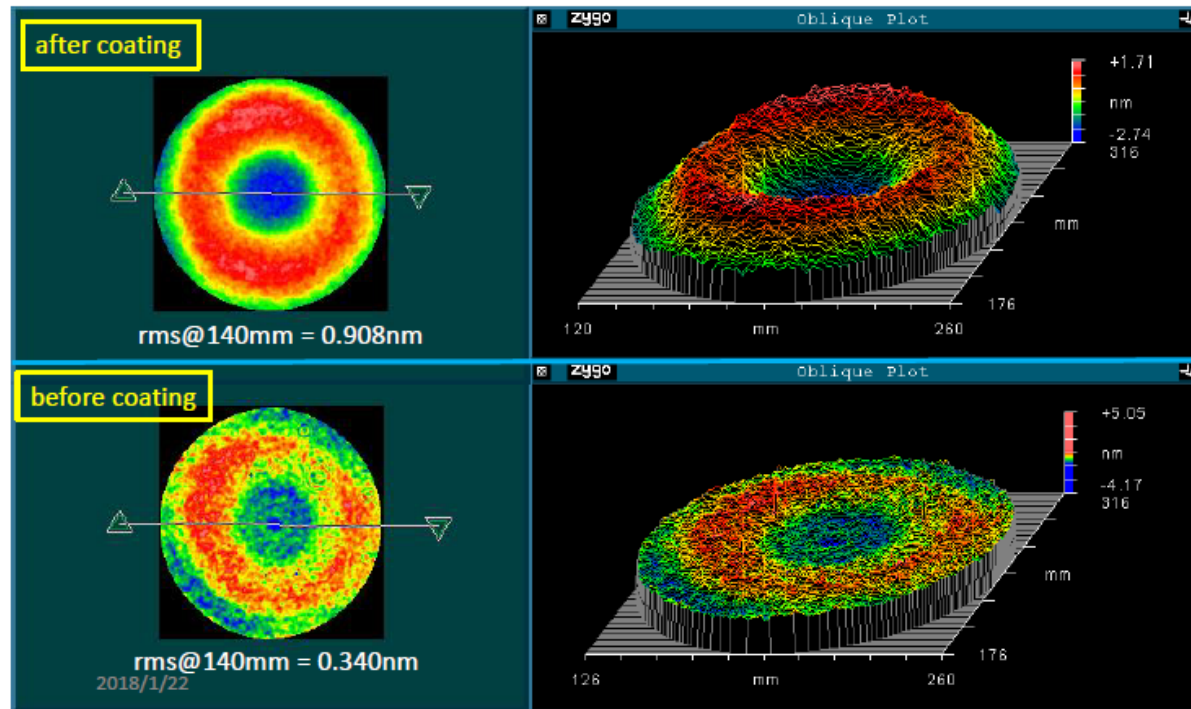 after coating
rms@140mm = 0.908nm
zygo
Oblique Plot
+1.71
nm
-2.74
316
mm
176
120
mm
260
before coating
rms@140mm = 0.340nm
2018/1/22
zygo
Oblique Plot
+5.05
nm
-4.17
316
mm
176
126
mm
260